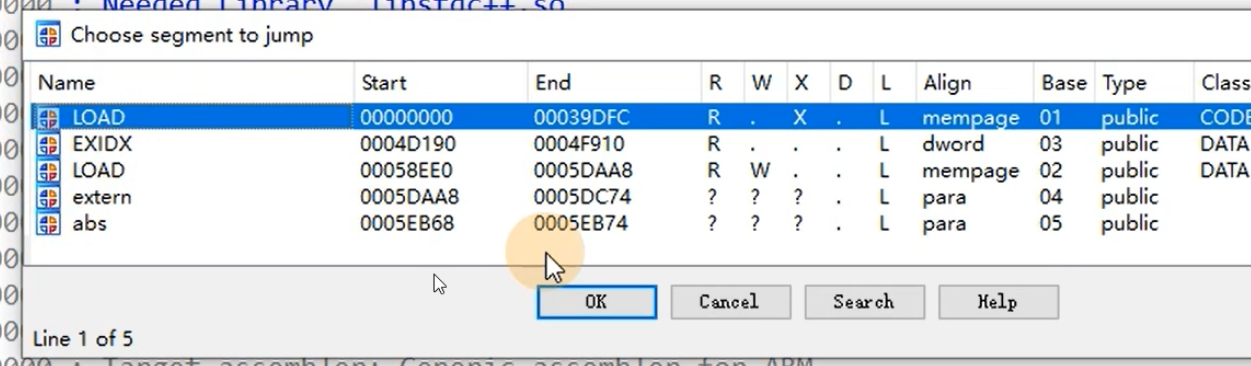 : Needed Library 'libstdc++.so
Choose segment to jump
Name Start End R W X D L Align Base Type Class
LOAD 00000000 00039DFC R . X . L mempage 01 public CODE
EXIDX 0004D190 0004F910 R . . . L dword 03 public DATA
LOAD 00058EE0 0005DAA8 R W . . L mempage 02 public DATA
extern 0005DAA8 0005DC74 ? ? ? . L para 04 public
abs 0005EB68 0005EB74 ? ? ? . L para 05 public
OK Cancel Search Help
Line 1 of 5
: Target assembler: Generic assembler for ARM